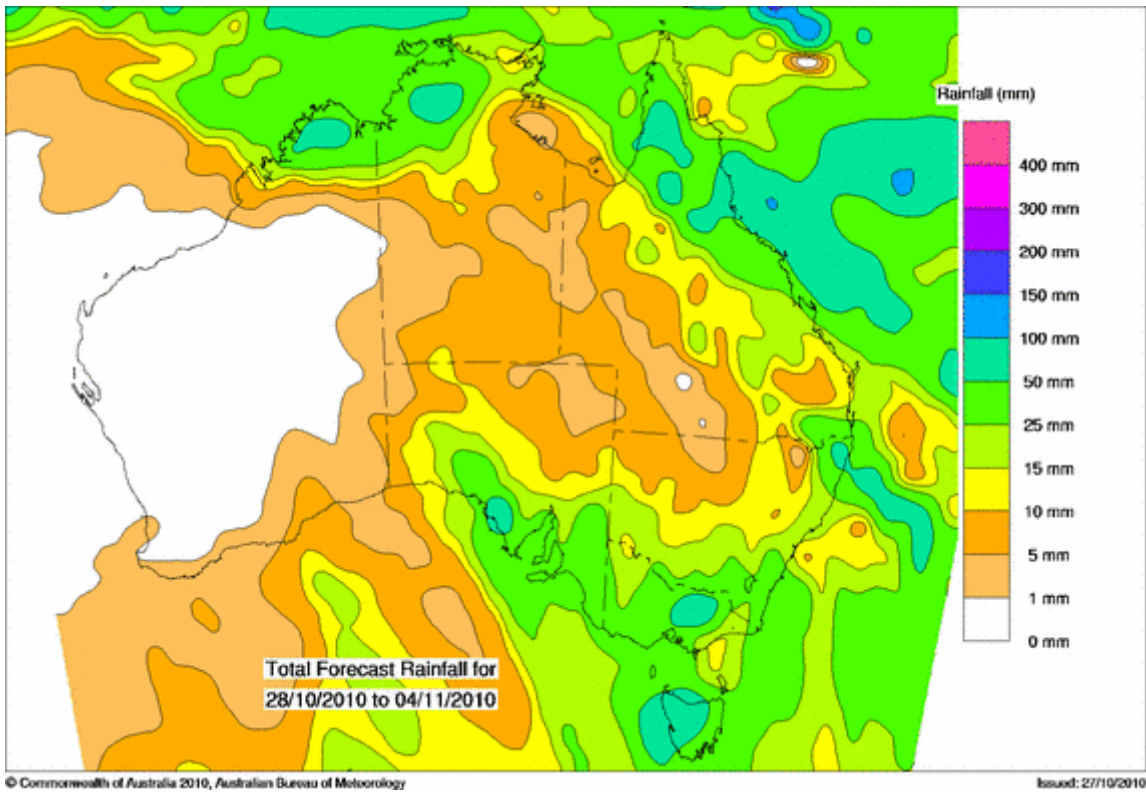 Rainfall (mm)
400 mm
300 mm
200 mm
150 mm
100 mm
50 mm
25 mm
15 mm
10 mm
5 mm
1 mm
0 mm
Total Forecast Rainfall for
28/10/2010 to 04/11/2010
© Commonwealth of Australia 2010, Australian Bureau of Meteorology
Issued: 27/10/2010